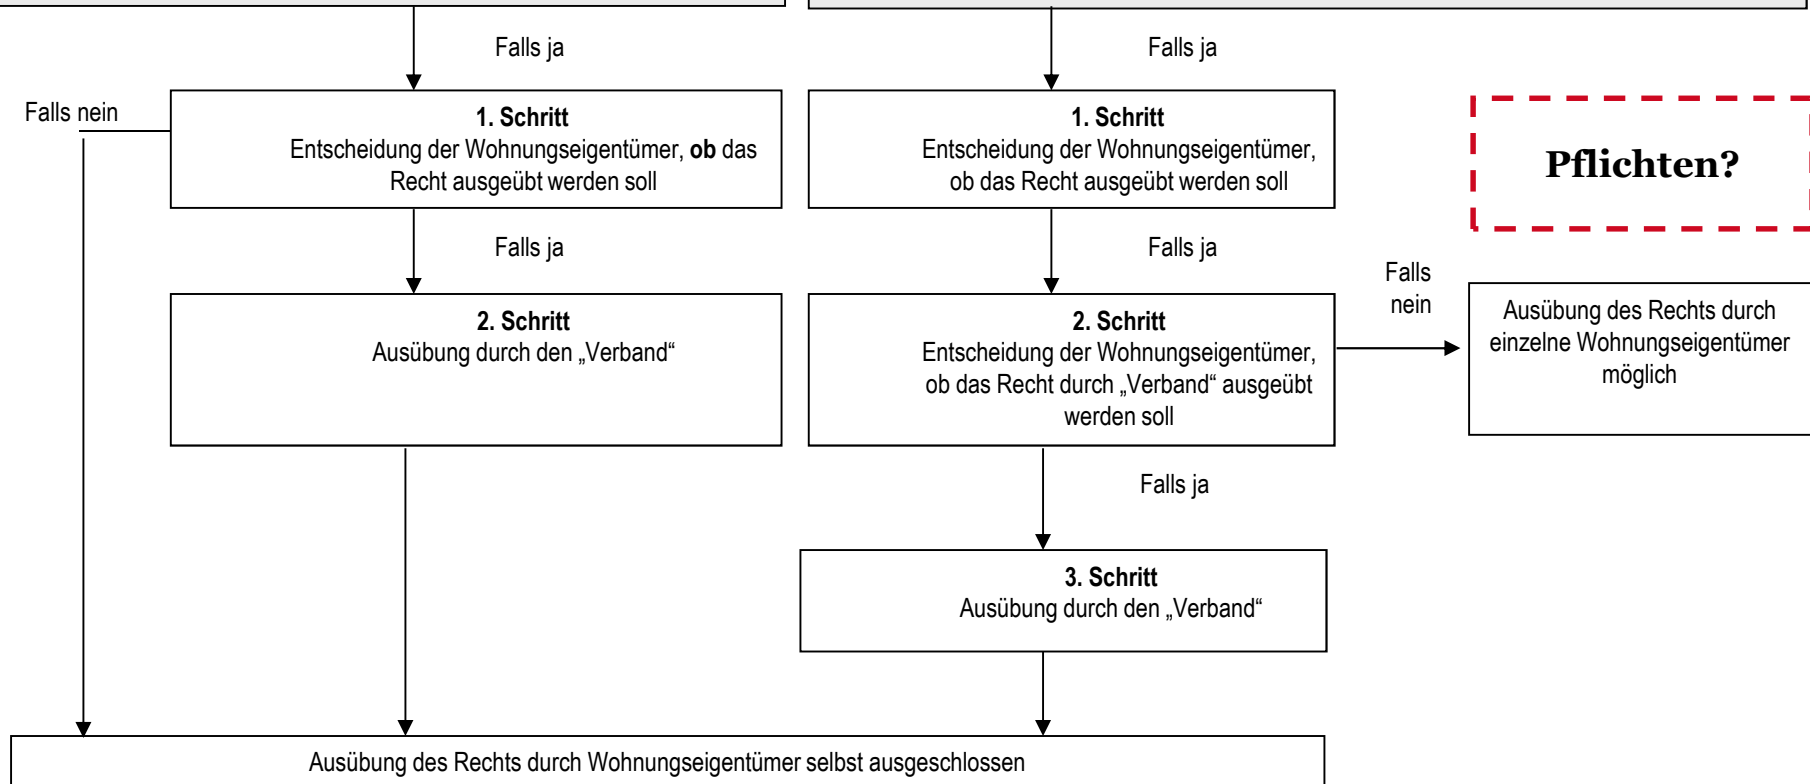 Falls ja
Falls ja
Falls nein
1. Schritt
Entscheidung der Wohnungseigentümer, ob das
Recht ausgeübt werden soll
1. Schritt
Entscheidung der Wohnungseigentümer,
ob das Recht ausgeübt werden soll
Pflichten?
Falls ja
Falls ja
Falls
nein
2. Schritt
Ausübung durch den „Verband“
2. Schritt
Entscheidung der Wohnungseigentümer,
ob das Recht durch „Verband“ ausgeübt
werden soll
Ausübung des Rechts durch
einzelne Wohnungseigentümer
möglich
Falls ja
3. Schritt
Ausübung durch den „Verband“
Ausübung des Rechts durch Wohnungseigentümer selbst ausgeschlossen